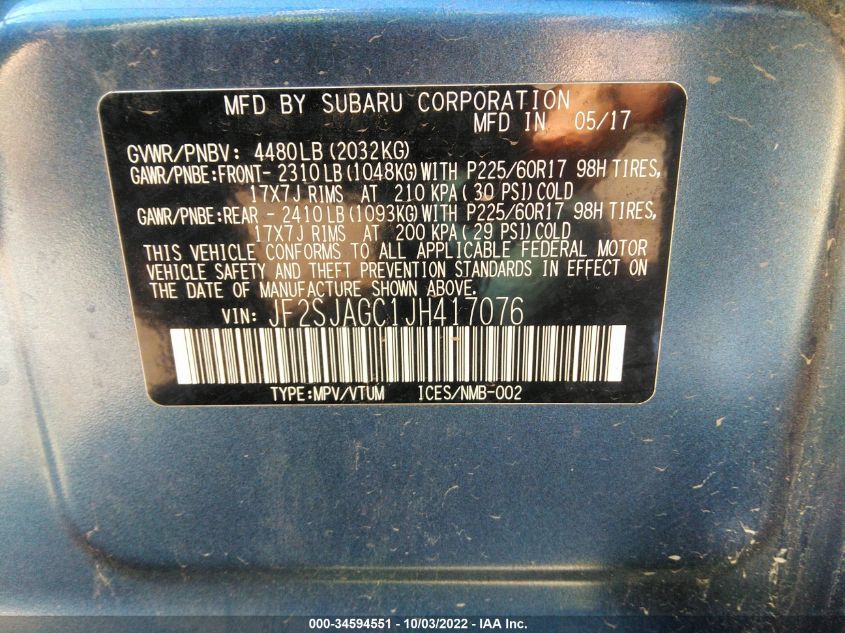 MFD BY SUBARU CORPORATION
MFD IN 05/17
GVWR/PNBV: 4480LB (2032KG)
GAWR/PNBE:FRONT- 2310 LB (1048KG) WITH P225/60R17 98H TIRES,
17X7J RIMS AT 210 KPA ( 30 PSI) COLD
GAWR/PNBE:REAR - 2410 LB (1093KG) WITH P225/60R17 98H TIRES,
17X7J RIMS AT 200 KPA ( 29 PSI) COLD
THIS VEHICLE CONFORMS TO ALL APPLICABLE FEDERAL MOTOR
VEHICLE SAFETY AND THEFT PREVENTION STANDARDS IN EFFECT ON
THE DATE OF MANUFACTURE SHOWN ABOVE.
VIN: JF2SJAGC1JH417076
TYPE:MPV/VTUM ICES/NMB-002
000-34594551 - 10/03/2022 - IAA Inc.